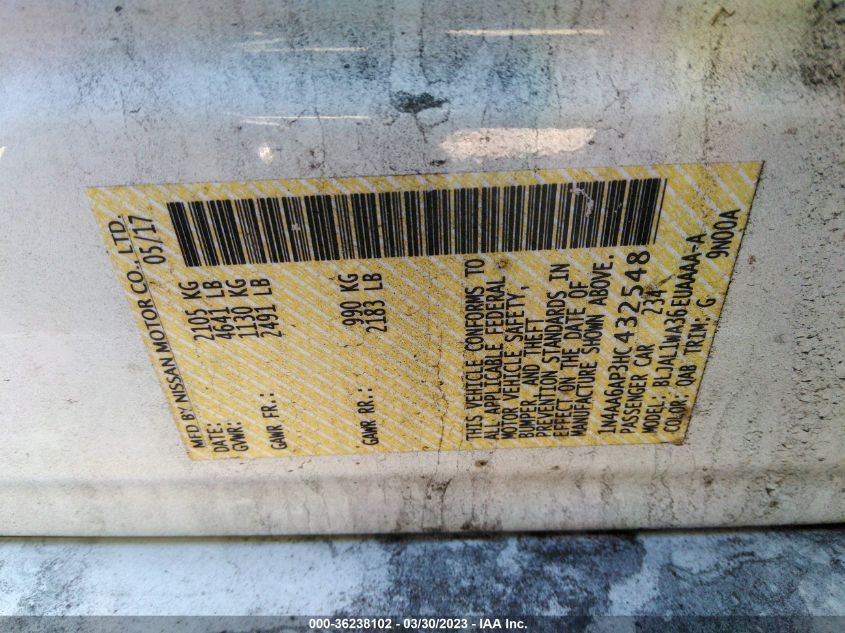 MFD BY NISSAN MOTOR CO., LTD.
DATE: 05/17
GVWR: 2105 KG
4641 LB
GAWR FR.: 1130 KG
2491 LB
GAWR RR.: 990 KG
2183 LB
THIS VEHICLE CONFORMS TO
ALL APPLICABLE FEDERAL
MOTOR VEHICLE SAFETY,
BUMPER, AND THEFT
PREVENTION STANDARDS IN
EFFECT ON THE DATE OF
MANUFACTURE SHOWN ABOVE.
1N4AA6AP3HC432548
PASSENGER CAR 234
MODEL: BLJALLWA36EUAAAA-A
COLOR: QAB TRIM: G 9N00A
000-36238102 - 03/30/2023 - IAA Inc.